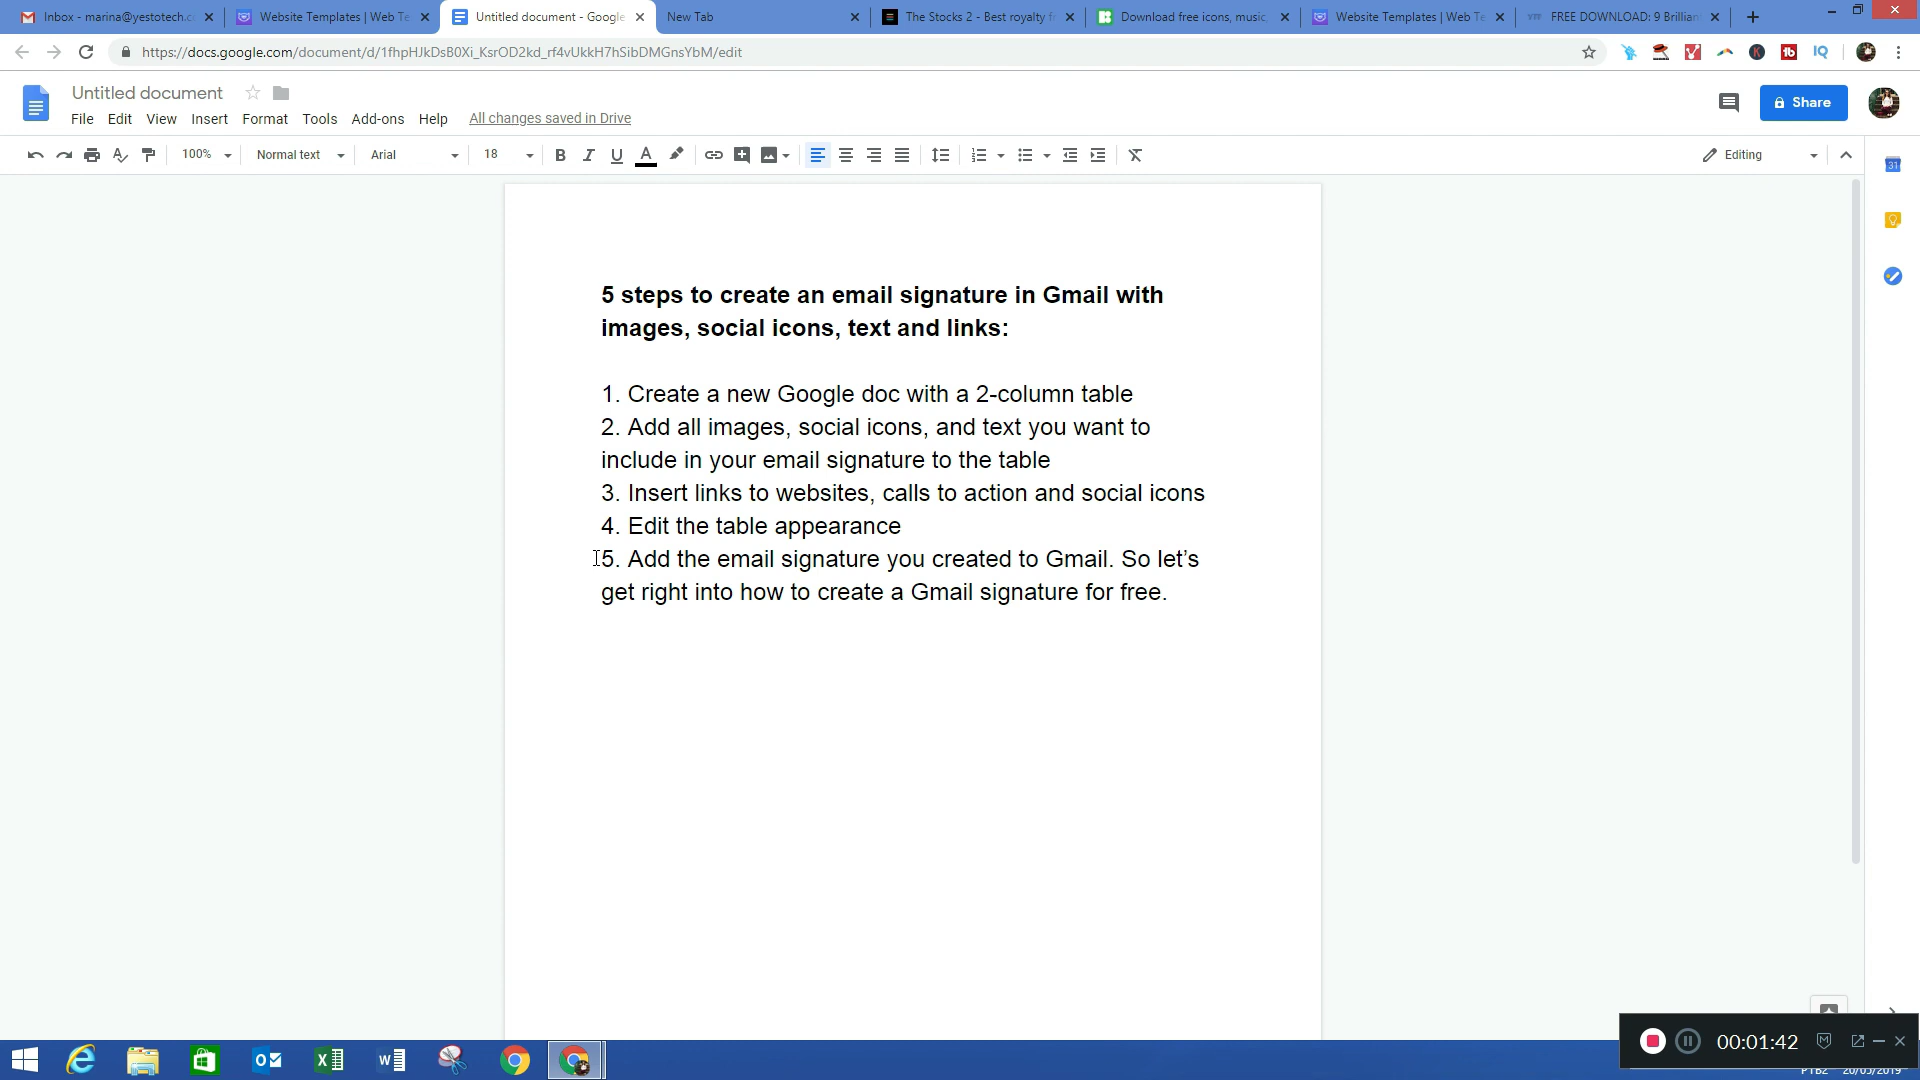 Inbox - marina@yestotech.c
Website Templates | Web Te
Untitled document - Google
New Tab
The Stocks 2 - Best royalty fr
Download free icons, music,
Website Templates | Web Te
FREE DOWNLOAD: 9 Brillian
https://docs.google.com/document/d/1fhpHJkDsB0Xi_KsrOD2kd_rf4vUkkH7hSibDMGnsYbM/edit
Untitled document
File Edit View Insert Format Tools Add-ons Help All changes saved in Drive
Share
100% Normal text Arial 18 B I U A Editing
31
5 steps to create an email signature in Gmail with
images, social icons, text and links:
1. Create a new Google doc with a 2-column table
2. Add all images, social icons, and text you want to
include in your email signature to the table
3. Insert links to websites, calls to action and social icons
4. Edit the table appearance
5. Add the email signature you created to Gmail. So let’s
get right into how to create a Gmail signature for free.
00:01:42
PTB2 20/05/2019